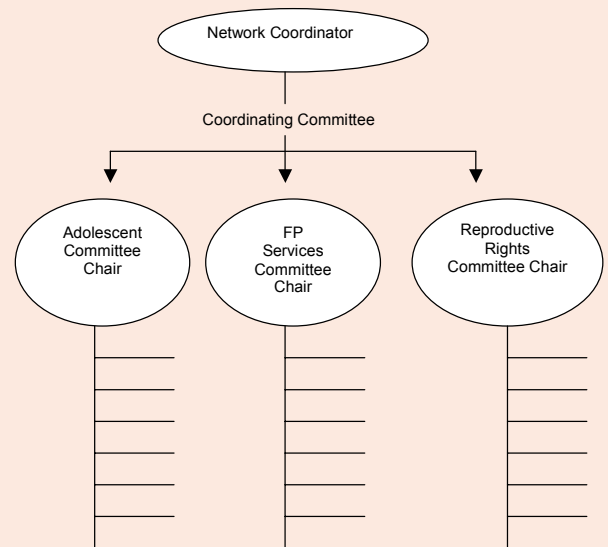 Network Coordinator
Coordinating Committee
Adolescent
Committee
Chair
FP
Services
Committee
Chair
Reproductive
Rights
Committee Chair